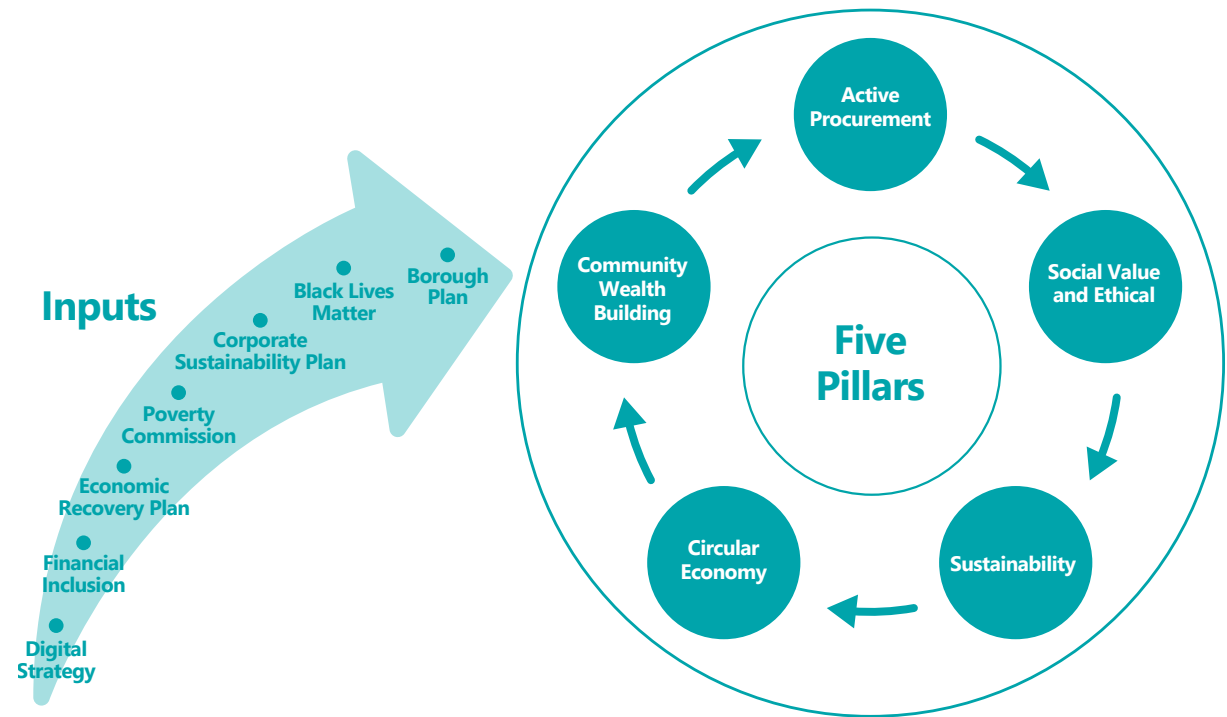 Inputs
Digital
Strategy
Financial
Inclusion
Economic
Recovery Plan
Poverty
Commission
Corporate
Sustainability Plan
Black Lives
Matter
Borough
Plan
Five
Pillars
Active
Procurement
Social Value
and Ethical
Sustainability
Circular
Economy
Community
Wealth
Building